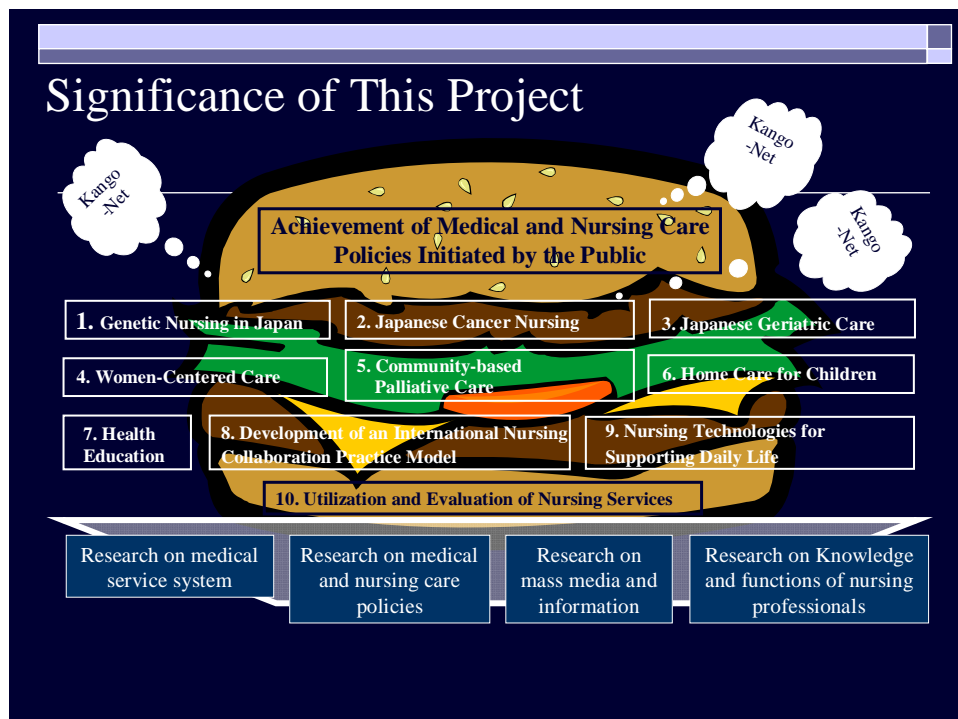 Significance of This Project
Kango
-Net
Kango
-Net
Kango
-Net
Achievement of Medical and Nursing Care
Policies Initiated by the Public
1. Genetic Nursing in Japan
2. Japanese Cancer Nursing
3. Japanese Geriatric Care
4. Women-Centered Care
5. Community-based
Palliative Care
6. Home Care for Children
7. Health
Education
8. Development of an International Nursing
Collaboration Practice Model
9. Nursing Technologies for
Supporting Daily Life
10. Utilization and Evaluation of Nursing Services
Research on medical
service system
Research on medical
and nursing care
policies
Research on
mass media and
information
Research on Knowledge
and functions of nursing
professionals